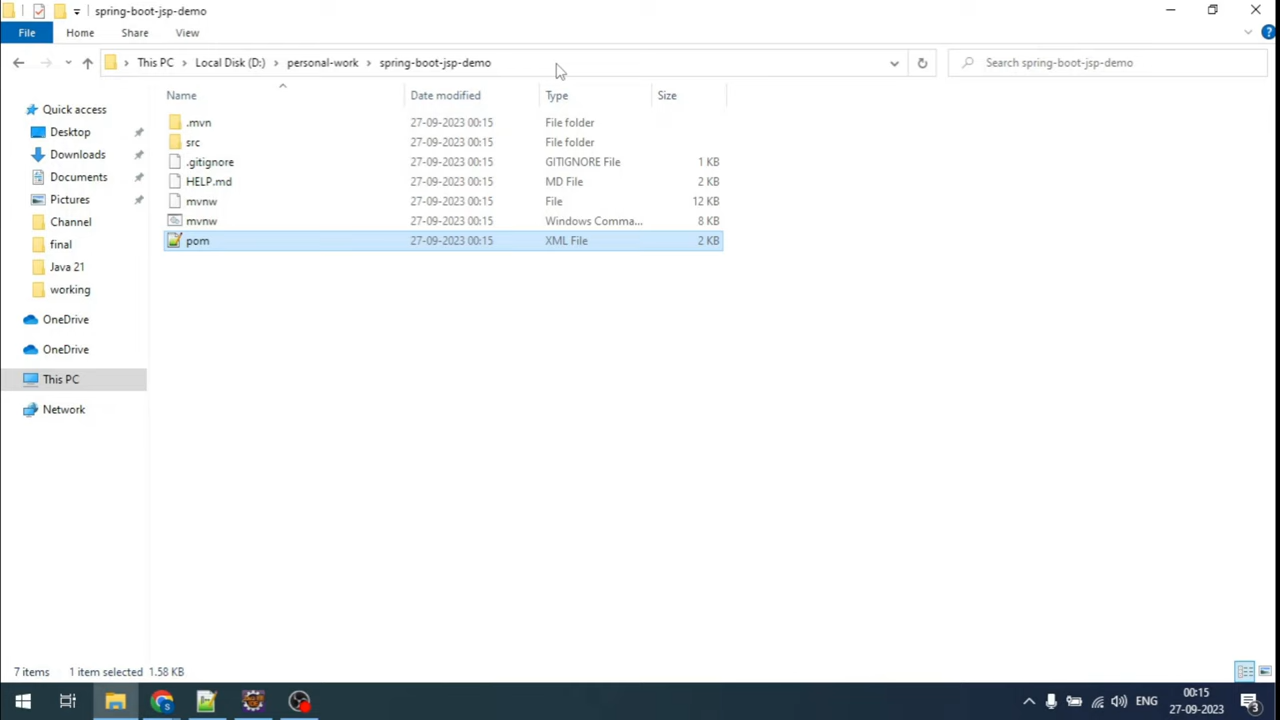 spring-boot-jsp-demo
File Home Share View
This PC Local Disk (D:) personal-work spring-boot-jsp-demo Search spring-boot-jsp-demo
Name Date modified Type Size
Quick access
Desktop
Downloads
Documents
Pictures
Channel
final
Java 21
working
OneDrive
OneDrive
This PC
Network
.mvn 27-09-2023 00:15 File folder
src 27-09-2023 00:15 File folder
.gitignore 27-09-2023 00:15 GITIGNORE File 1 KB
HELP.md 27-09-2023 00:15 MD File 2 KB
mvnw 27-09-2023 00:15 File 12 KB
mvnw 27-09-2023 00:15 Windows Comma... 8 KB
pom 27-09-2023 00:15 XML File 2 KB
7 items 1 item selected 1.58 KB
ENG 00:15
27-09-2023 3